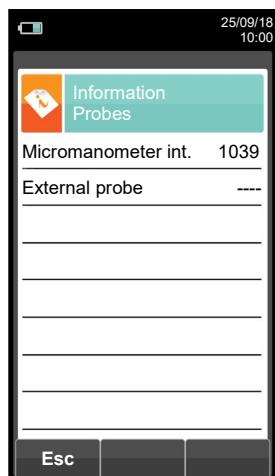 25/09/18
10:00
Information
Probes
Micromanometer int. 1039
External probe ----
Esc